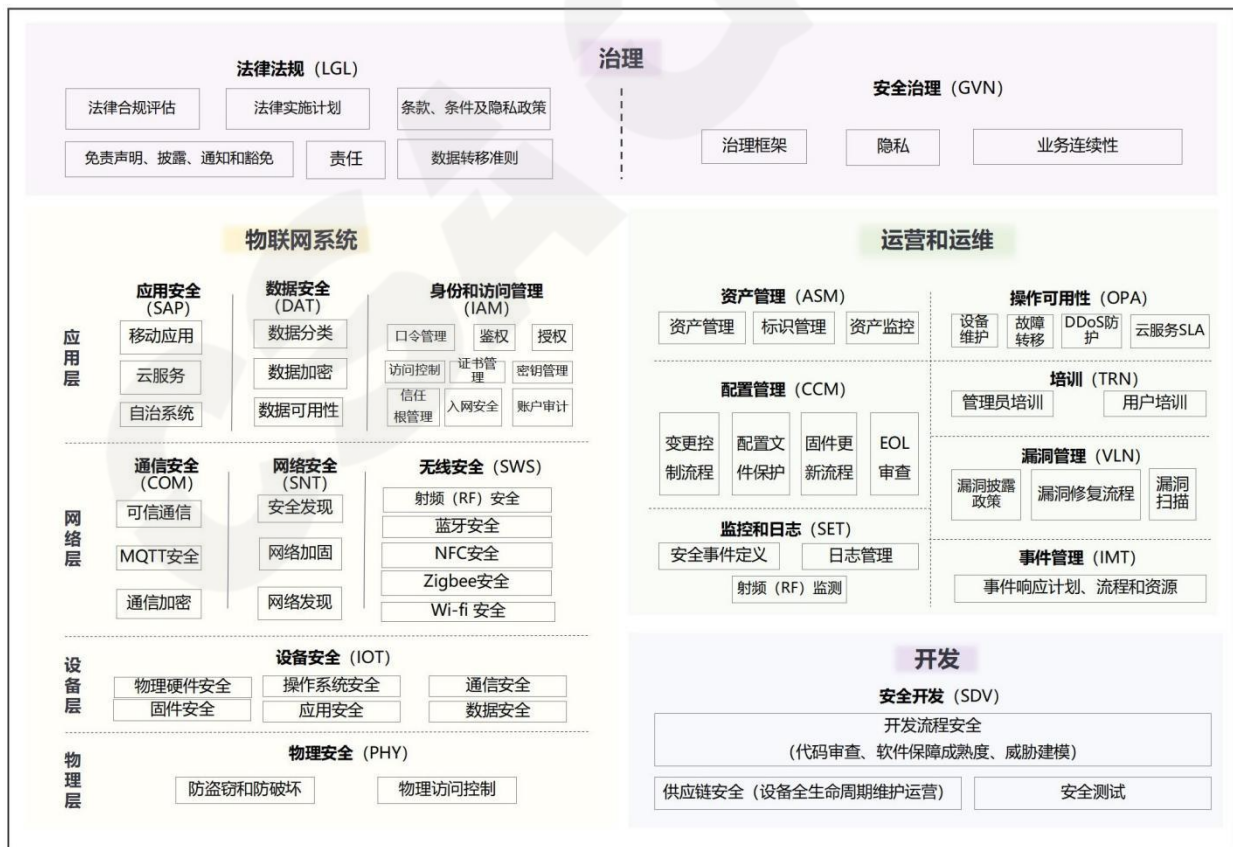 治理
法律法规（LGL）
法律合规评估
法律实施计划
条款、条件及隐私政策
免责声明、披露、通知和豁免
责任
数据转移准则
安全治理（GVN）
治理框架
隐私
业务连续性
物联网系统
应用层
应用安全
（SAP）
移动应用
云服务
自治系统
数据安全
（DAT）
数据分类
数据加密
数据可用性
身份和访问管理
（IAM）
口令管理
鉴权
授权
访问控制
证书管
理
密钥管理
信任
根管理
入网安全
账户审计
网络层
通信安全
（COM）
可信通信
MQTT安全
通信加密
网络安全
（SNT）
安全发现
网络加固
网络发现
无线安全（SWS）
射频（RF）安全
蓝牙安全
NFC安全
Zigbee安全
Wi-fi 安全
设备层
设备安全（IOT）
物理硬件安全
操作系统安全
通信安全
固件安全
应用安全
数据安全
物理层
物理安全（PHY）
防盗窃和防破坏
物理访问控制
运营和运维
资产管理（ASM）
资产管理
标识管理
资产监控
配置管理（CCM）
变更控
制流程
配置文
件保护
固件更
新流程
EOL
审查
监控和日志（SET）
安全事件定义
日志管理
射频（RF）监测
操作可用性（OPA）
设备
维护
故障
转移
DDoS防
护
云服务SLA
培训（TRN）
管理员培训
用户培训
漏洞管理（VLN）
漏洞披露
政策
漏洞修复流程
漏洞
扫描
事件管理（IMT）
事件响应计划、流程和资源
开发
安全开发（SDV）
开发流程安全
（代码审查、软件保障成熟度、威胁建模）
供应链安全（设备全生命周期维护运营）
安全测试